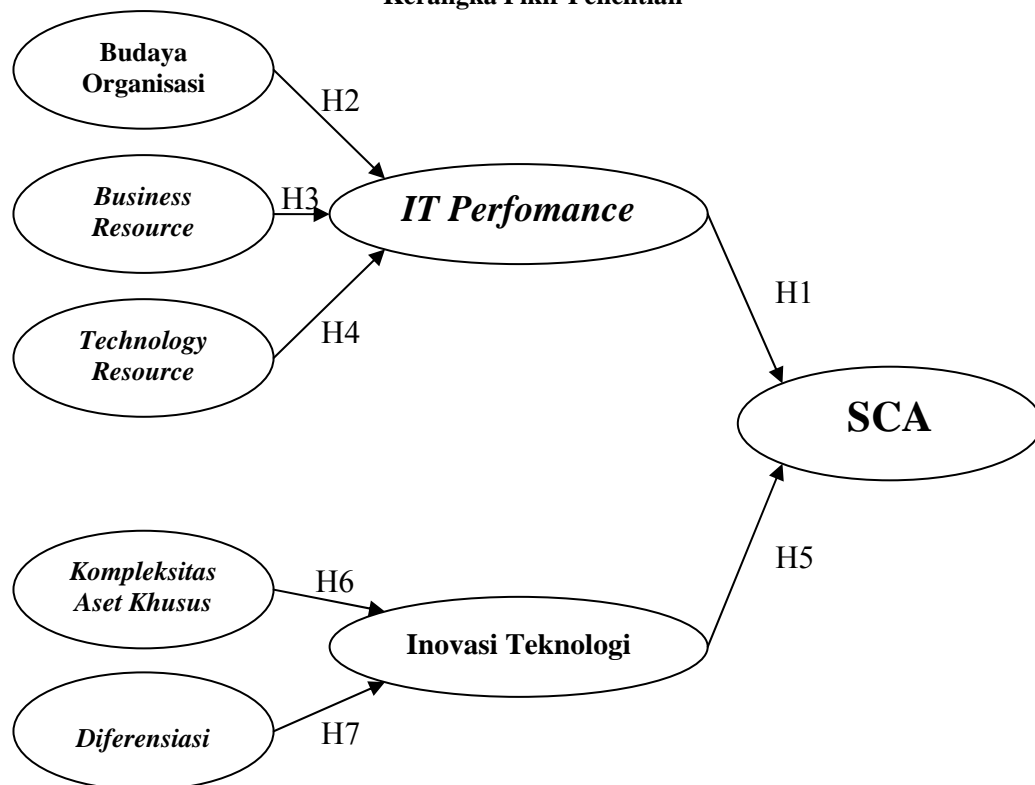 Kerangka Pikir Penelitian
Budaya
Organisasi
H2
Business
Resource
H3
IT Perfomance
Technology
Resource
H4
H1
SCA
Kompleksitas
Aset Khusus
H6
Inovasi Teknologi
H5
Diferensiasi
H7